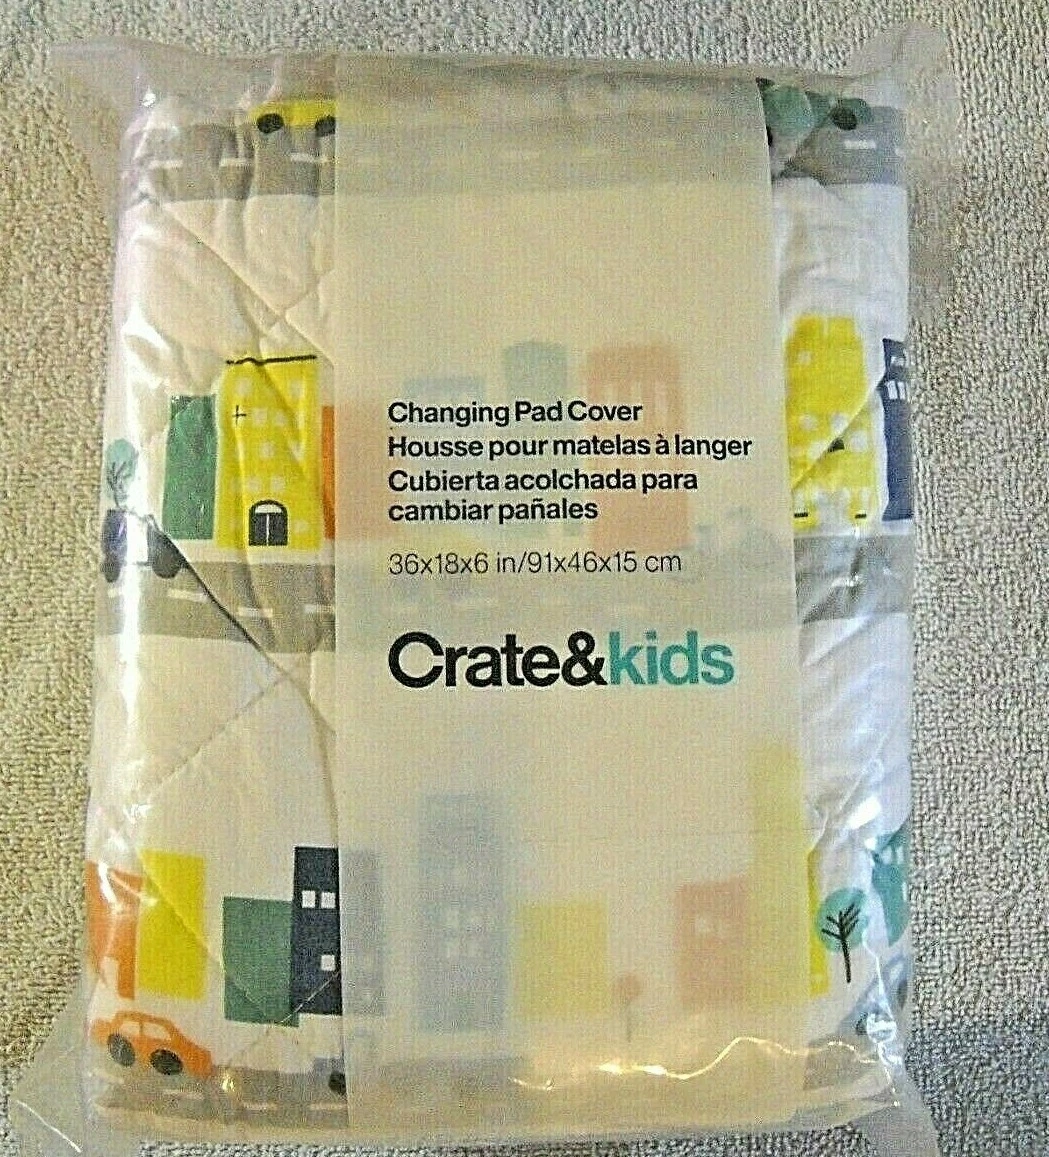 Changing Pad Cover
Housse pour matelas à langer
Cubierta acolchada para
cambiar pañales
36x18x6 in/91x46x15 cm
Crate&kids